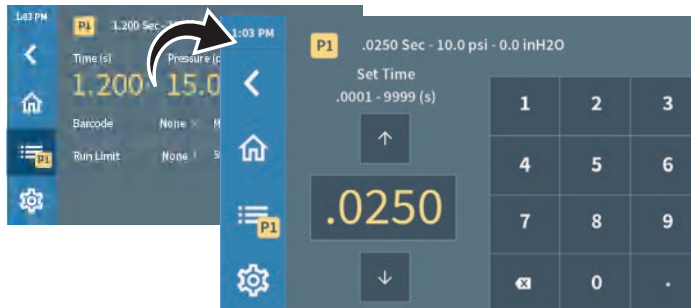 1:03 PM
P1 1.200 Sec -
Time (s) Pressure
1.200 15.0
Barcode None
Run Limit None
P1
1:03 PM
P1 .0250 Sec - 10.0 psi - 0.0 inH2O
Set Time
.0001 - 9999 (s)
.0250
P1
1 2 3
4 5 6
7 8 9
0 .